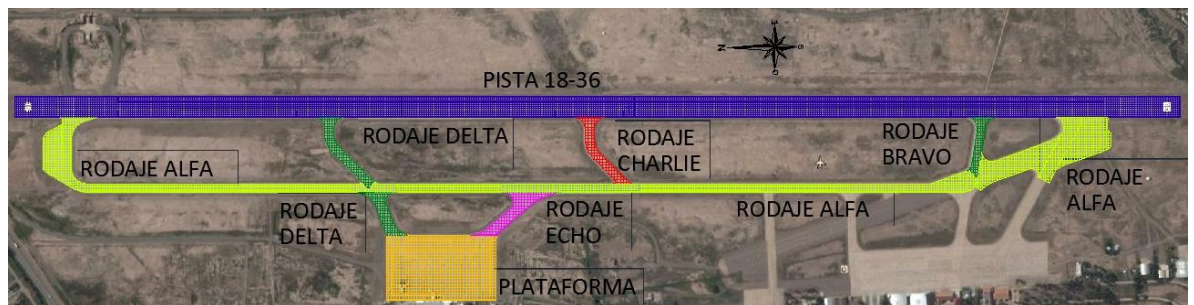 PISTA 18-36
RODAJE DELTA
RODAJE
CHARLIE
RODAJE
BRAVO
RODAJE ALFA
RODAJE
ALFA
RODAJE
DELTA
RODAJE
ECHO
RODAJE ALFA
PLATAFORMA
N